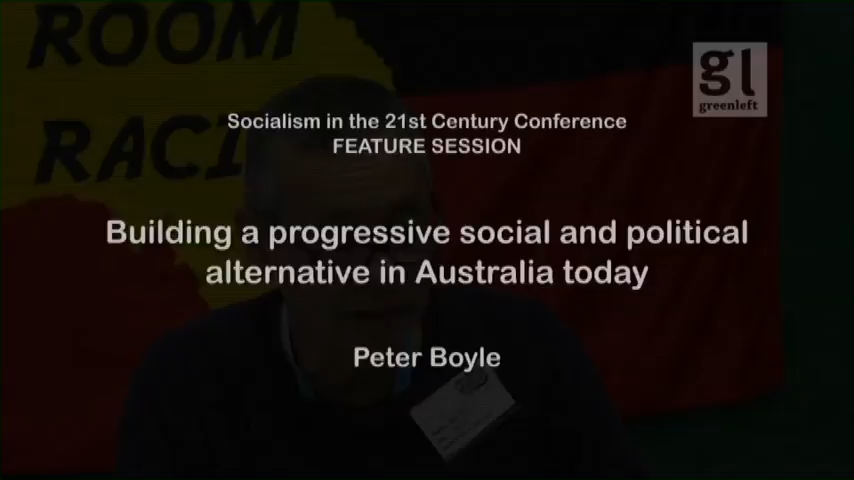 ROOM
RACI
gl
greenleft
Socialism in the 21st Century Conference
FEATURE SESSION
Building a progressive social and political
alternative in Australia today
Peter Boyle